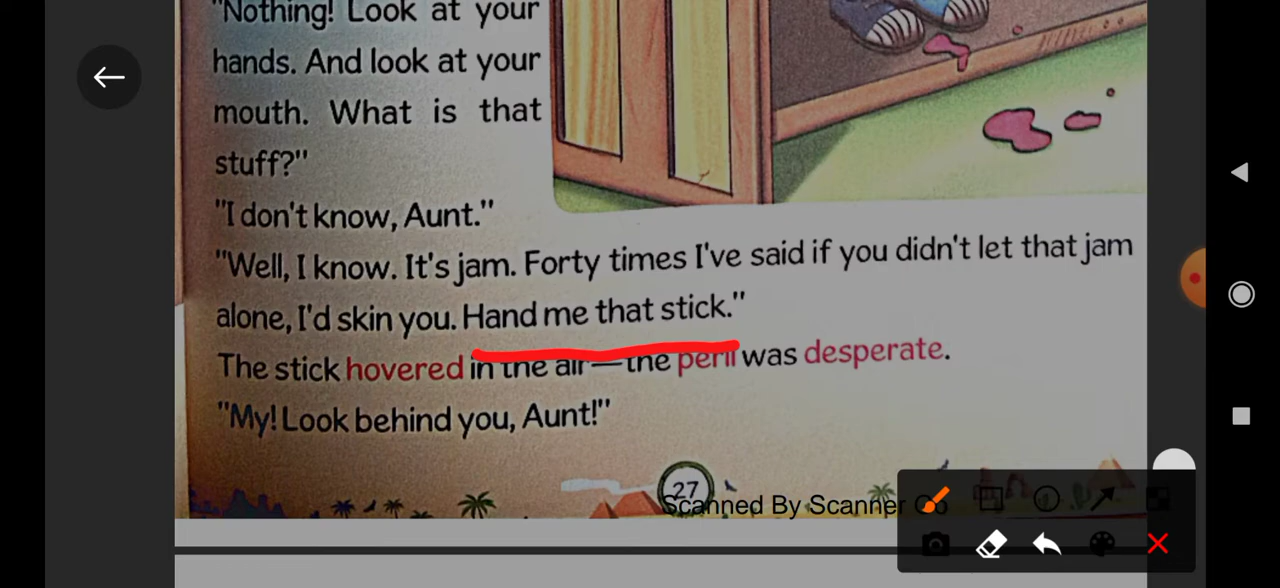 "Nothing! Look at your
hands. And look at your
mouth. What is that
stuff?"
"I don't know, Aunt."
"Well, I know. It's jam. Forty times I've said if you didn't let that jam
alone, I'd skin you. Hand me that stick."
The stick hovered in the air—the peril was desperate.
"My! Look behind you, Aunt!"
27
Scanned By Scanner Go